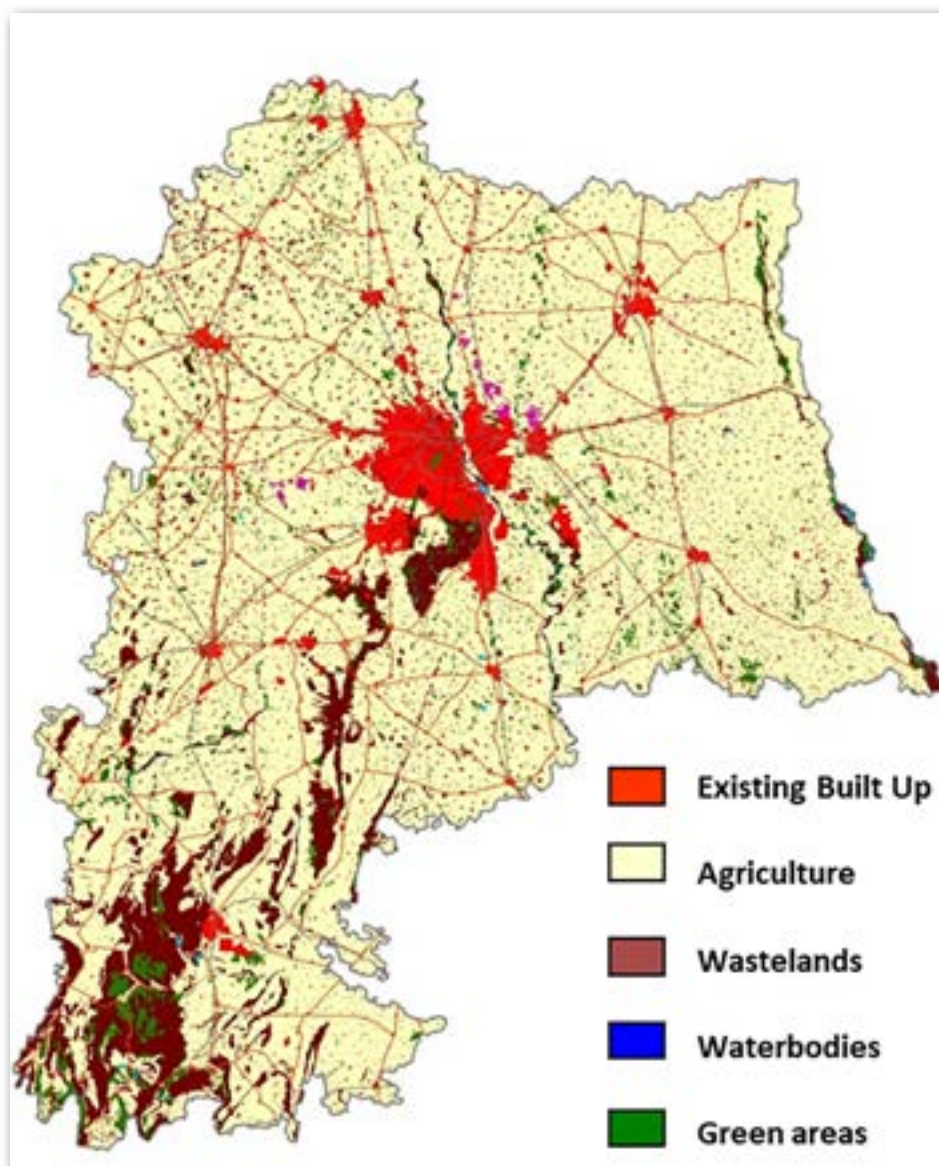 Existing Built Up
Agriculture
Wastelands
Waterbodies
Green areas